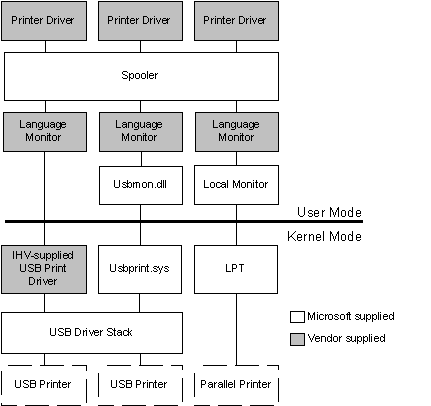 Printer Driver
Printer Driver
Printer Driver
Spooler
Language
Monitor
Language
Monitor
Language
Monitor
Usbmon.dll
Local Monitor
User Mode
Kernel Mode
IHV-supplied
USB Print
Driver
Usbprint.sys
LPT
Microsoft supplied
USB Driver Stack
Vendor supplied
USB Printer
USB Printer
Parallel Printer